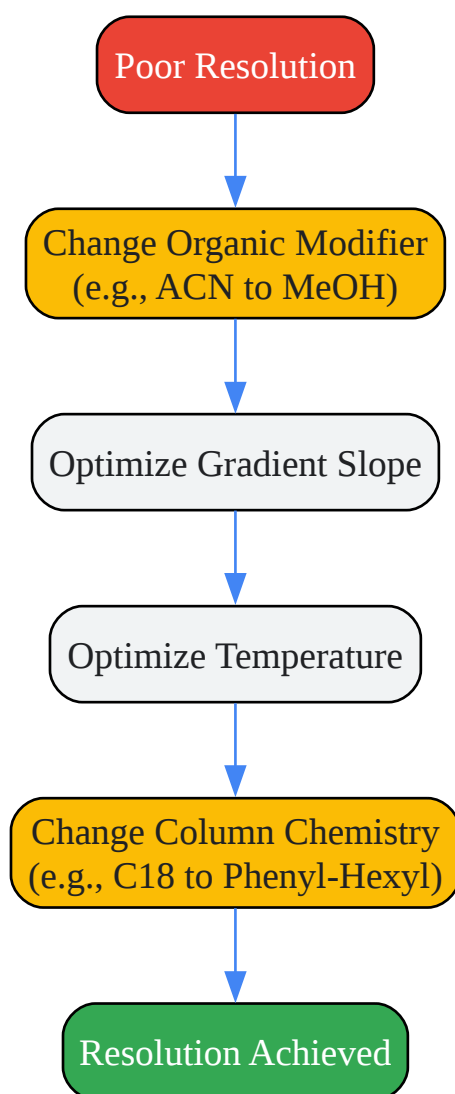 Poor Resolution
Change Organic Modifier
(e.g., ACN to MeOH)
Optimize Gradient Slope
Optimize Temperature
Change Column Chemistry
(e.g., C18 to Phenyl-Hexyl)
Resolution Achieved